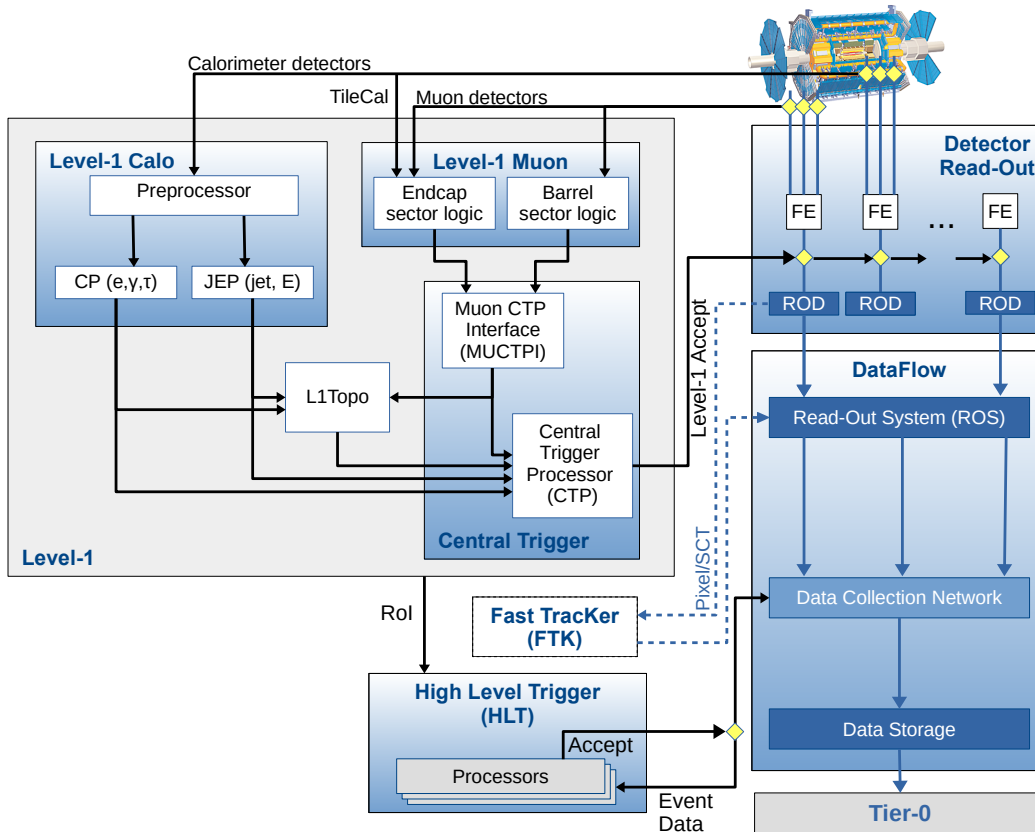 Calorimeter detectors
TileCal
Muon detectors
Level-1 Calo
Preprocessor
CP (e,γ,τ)
JEP (jet, E)
Level-1 Muon
Endcap
sector logic
Barrel
sector logic
Muon CTP
Interface
(MUCTPI)
L1Topo
Central
Trigger
Processor
(CTP)
Central Trigger
Level-1
Level-1 Accept
Detector
Read-Out
FE
FE
...
FE
ROD
ROD
ROD
DataFlow
Read-Out System (ROS)
Pixel/SCT
Data Collection Network
Data Storage
Tier-0
RoI
Fast TracKer
(FTK)
High Level Trigger
(HLT)
Accept
Processors
Event
Data